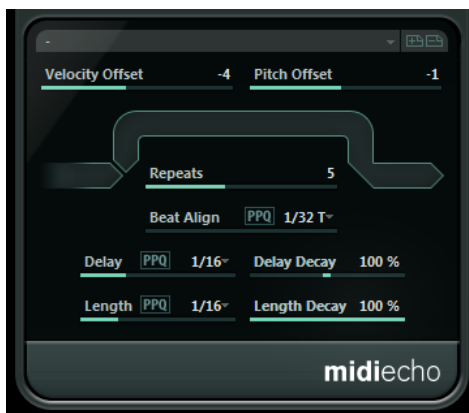 -
Velocity Offset -4 Pitch Offset -1
Repeats 5
Beat Align PPQ 1/32 T
Delay PPQ 1/16 Delay Decay 100 %
Length PPQ 1/16 Length Decay 100 %
midiecho